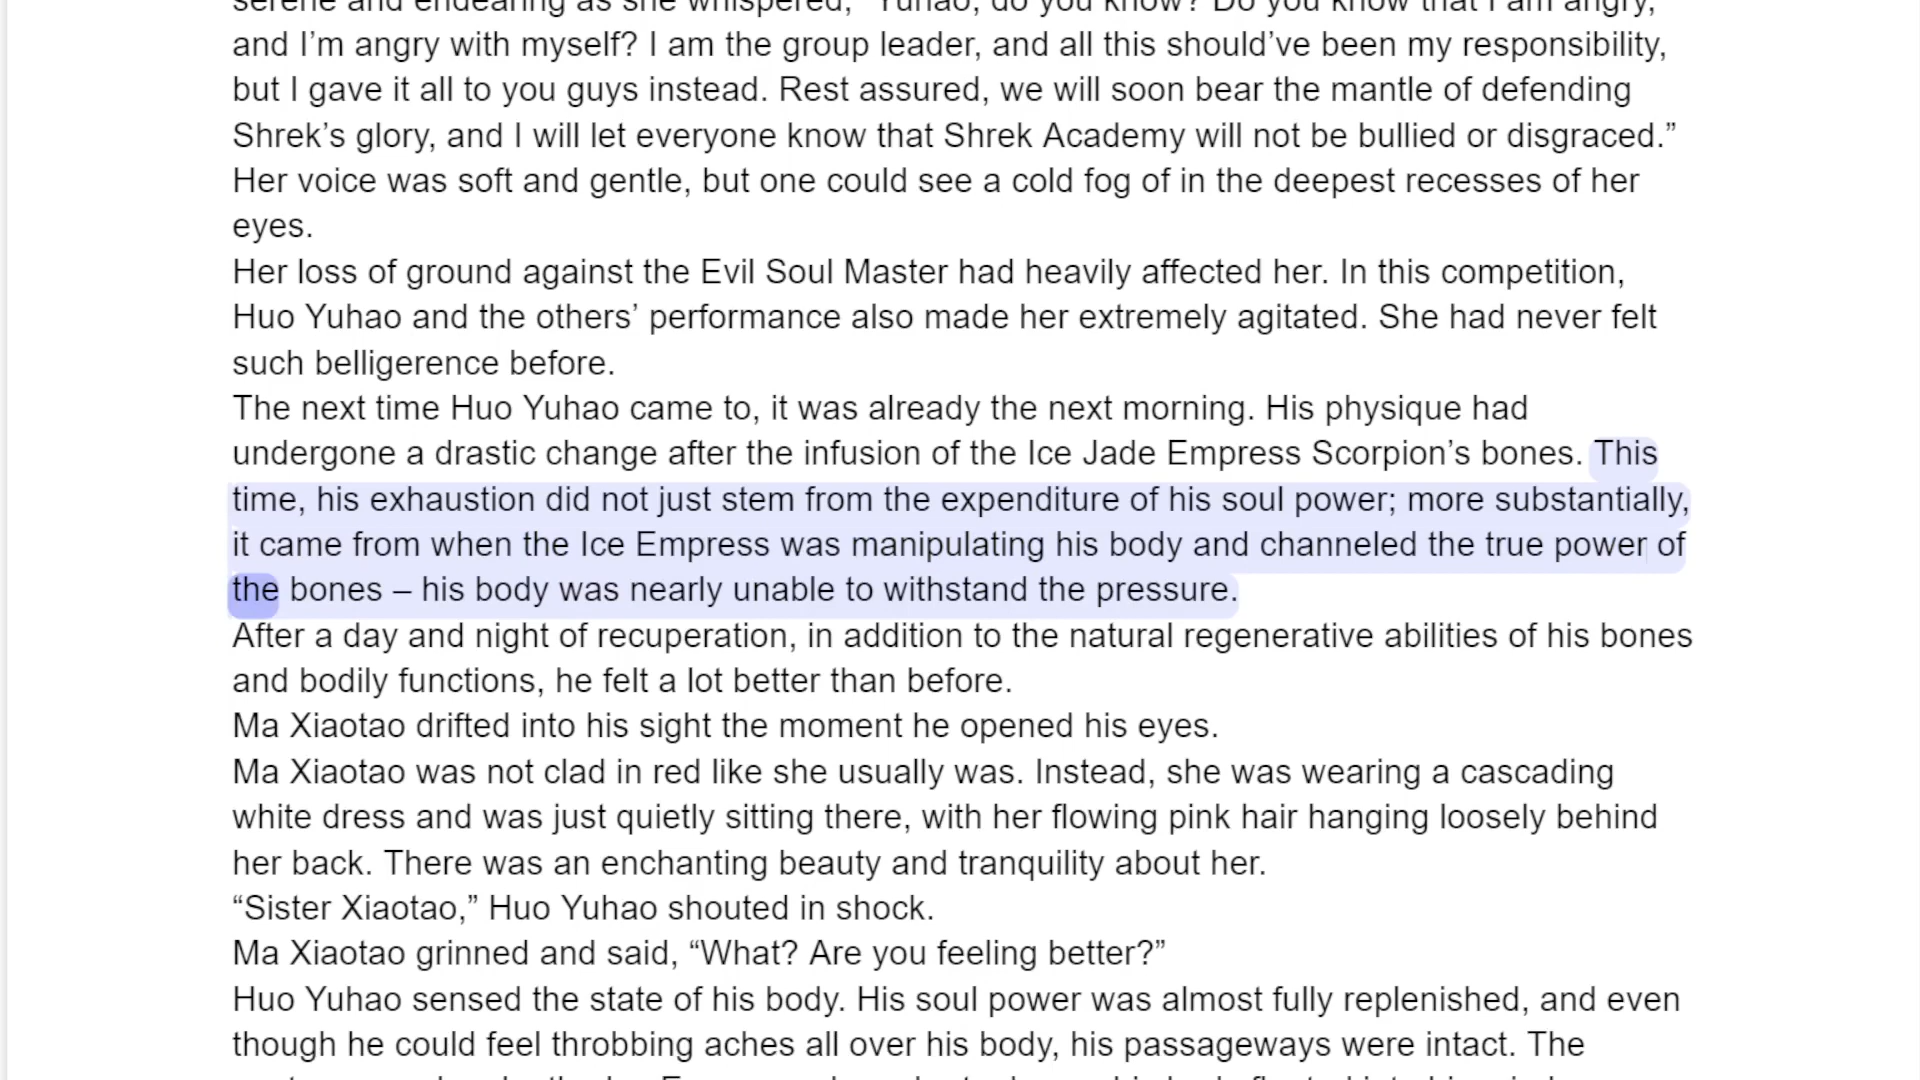 serene and endearing as she whispered, “Yuhao, do you know? Do you know that I am angry,
and I’m angry with myself? I am the group leader, and all this should’ve been my responsibility,
but I gave it all to you guys instead. Rest assured, we will soon bear the mantle of defending
Shrek’s glory, and I will let everyone know that Shrek Academy will not be bullied or disgraced.”
Her voice was soft and gentle, but one could see a cold fog of in the deepest recesses of her
eyes.
Her loss of ground against the Evil Soul Master had heavily affected her. In this competition,
Huo Yuhao and the others’ performance also made her extremely agitated. She had never felt
such belligerence before.
The next time Huo Yuhao came to, it was already the next morning. His physique had
undergone a drastic change after the infusion of the Ice Jade Empress Scorpion’s bones. This
time, his exhaustion did not just stem from the expenditure of his soul power; more substantially,
it came from when the Ice Empress was manipulating his body and channeled the true power of
the bones – his body was nearly unable to withstand the pressure.
After a day and night of recuperation, in addition to the natural regenerative abilities of his bones
and bodily functions, he felt a lot better than before.
Ma Xiaotao drifted into his sight the moment he opened his eyes.
Ma Xiaotao was not clad in red like she usually was. Instead, she was wearing a cascading
white dress and was just quietly sitting there, with her flowing pink hair hanging loosely behind
her back. There was an enchanting beauty and tranquility about her.
“Sister Xiaotao,” Huo Yuhao shouted in shock.
Ma Xiaotao grinned and said, “What? Are you feeling better?”
Huo Yuhao sensed the state of his body. His soul power was almost fully replenished, and even
though he could feel throbbing aches all over his body, his passageways were intact. The